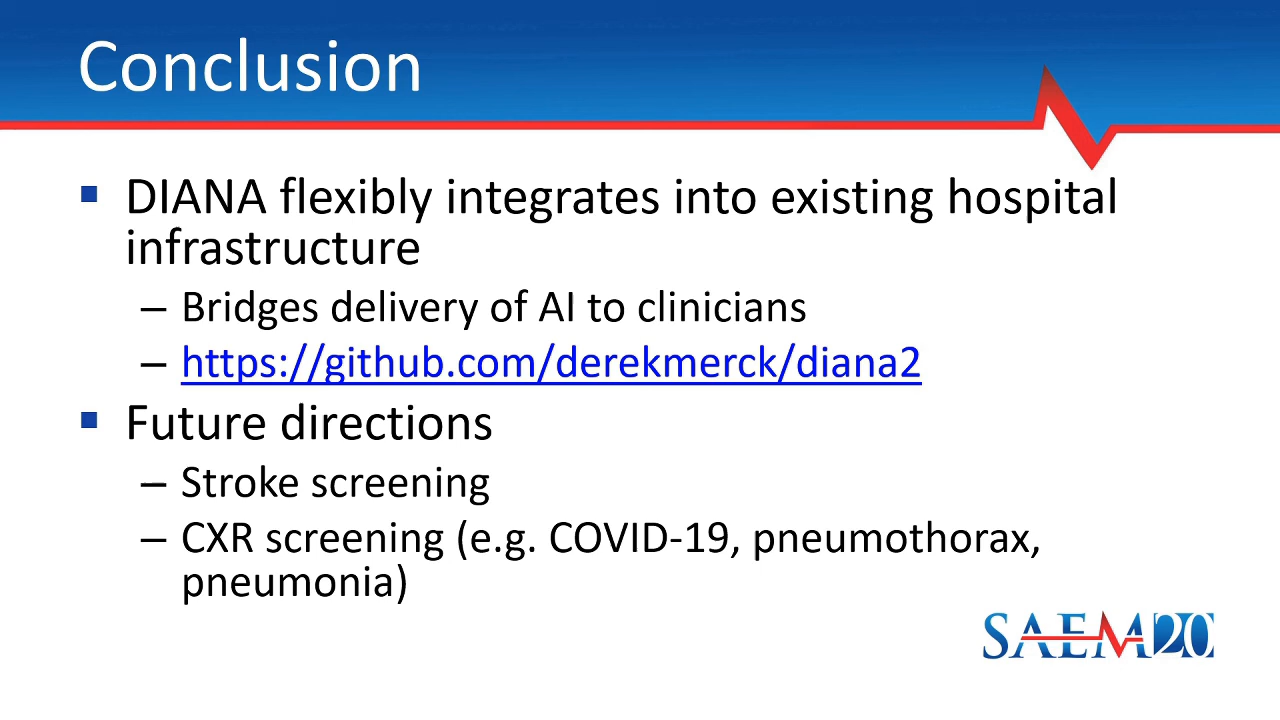 Conclusion
▪ DIANA flexibly integrates into existing hospital
infrastructure
– Bridges delivery of AI to clinicians
– https://github.com/derekmerck/diana2
▪ Future directions
– Stroke screening
– CXR screening (e.g. COVID-19, pneumothorax,
pneumonia)
SAEM20